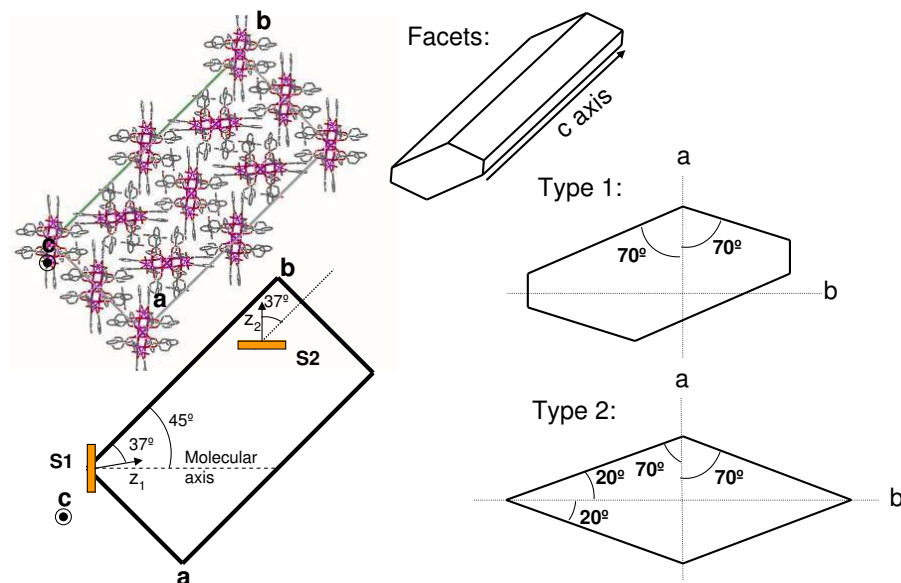 b
c
a
Facets:
c axis
Type 1:
a
70º
70º
b
b
37º
z2
S2
45º
37º
S1
Molecular
axis
z1
c
a
Type 2:
a
20º
70º
70º
20º
b